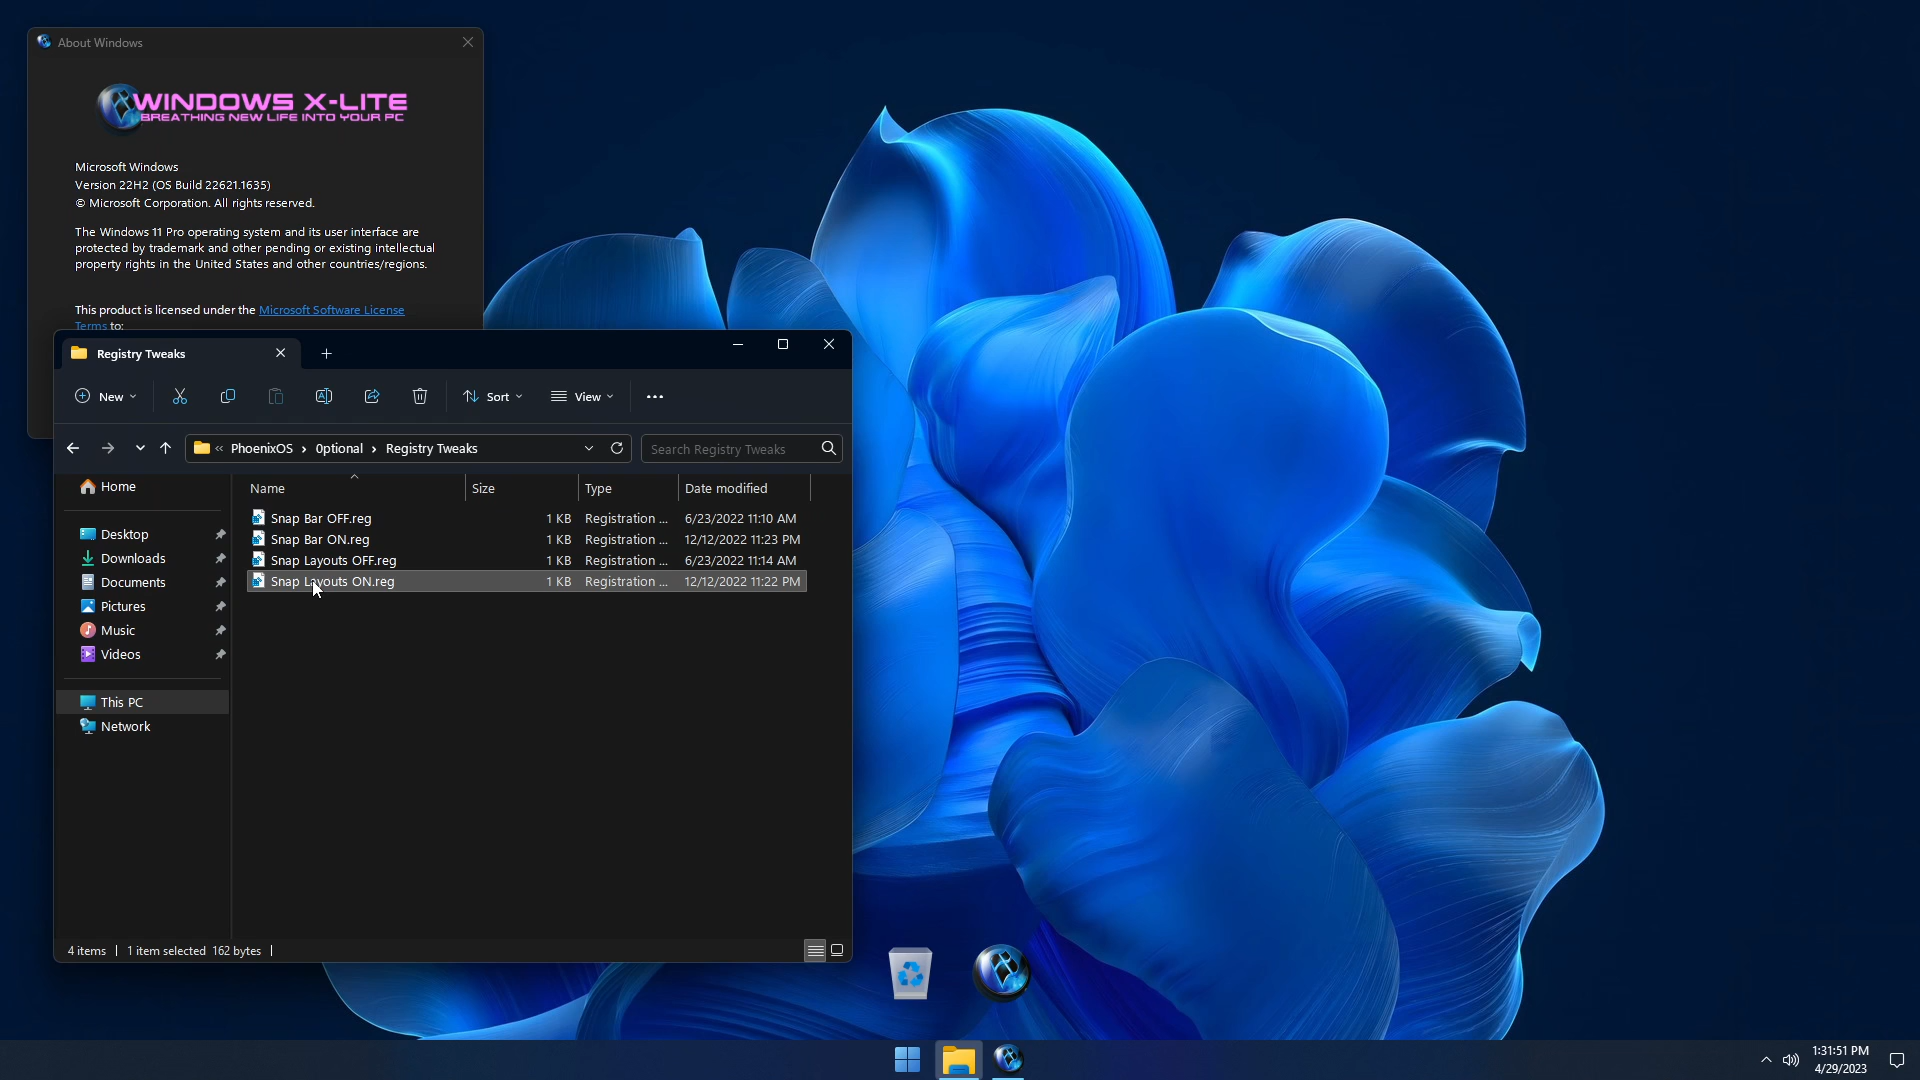 About Windows
WINDOWS X-LITE
BREATHING NEW LIFE INTO YOUR PC
Microsoft Windows
Version 22H2 (OS Build 22621.1635)
© Microsoft Corporation. All rights reserved.
The Windows 11 Pro operating system and its user interface are
protected by trademark and other pending or existing intellectual
property rights in the United States and other countries/regions.
This product is licensed under the Microsoft Software License
Terms to:
Registry Tweaks
New
Sort
View
« PhoenixOS > Optional > Registry Tweaks
Search Registry Tweaks
Home
Desktop
Downloads
Documents
Pictures
Music
Videos
This PC
Network
Name Size Type Date modified
Snap Bar OFF.reg 1 KB Registration ... 6/23/2022 11:10 AM
Snap Bar ON.reg 1 KB Registration ... 12/12/2022 11:23 PM
Snap Layouts OFF.reg 1 KB Registration ... 6/23/2022 11:14 AM
Snap Layouts ON.reg 1 KB Registration ... 12/12/2022 11:22 PM
4 items 1 item selected 162 bytes
1:31:51 PM
4/29/2023